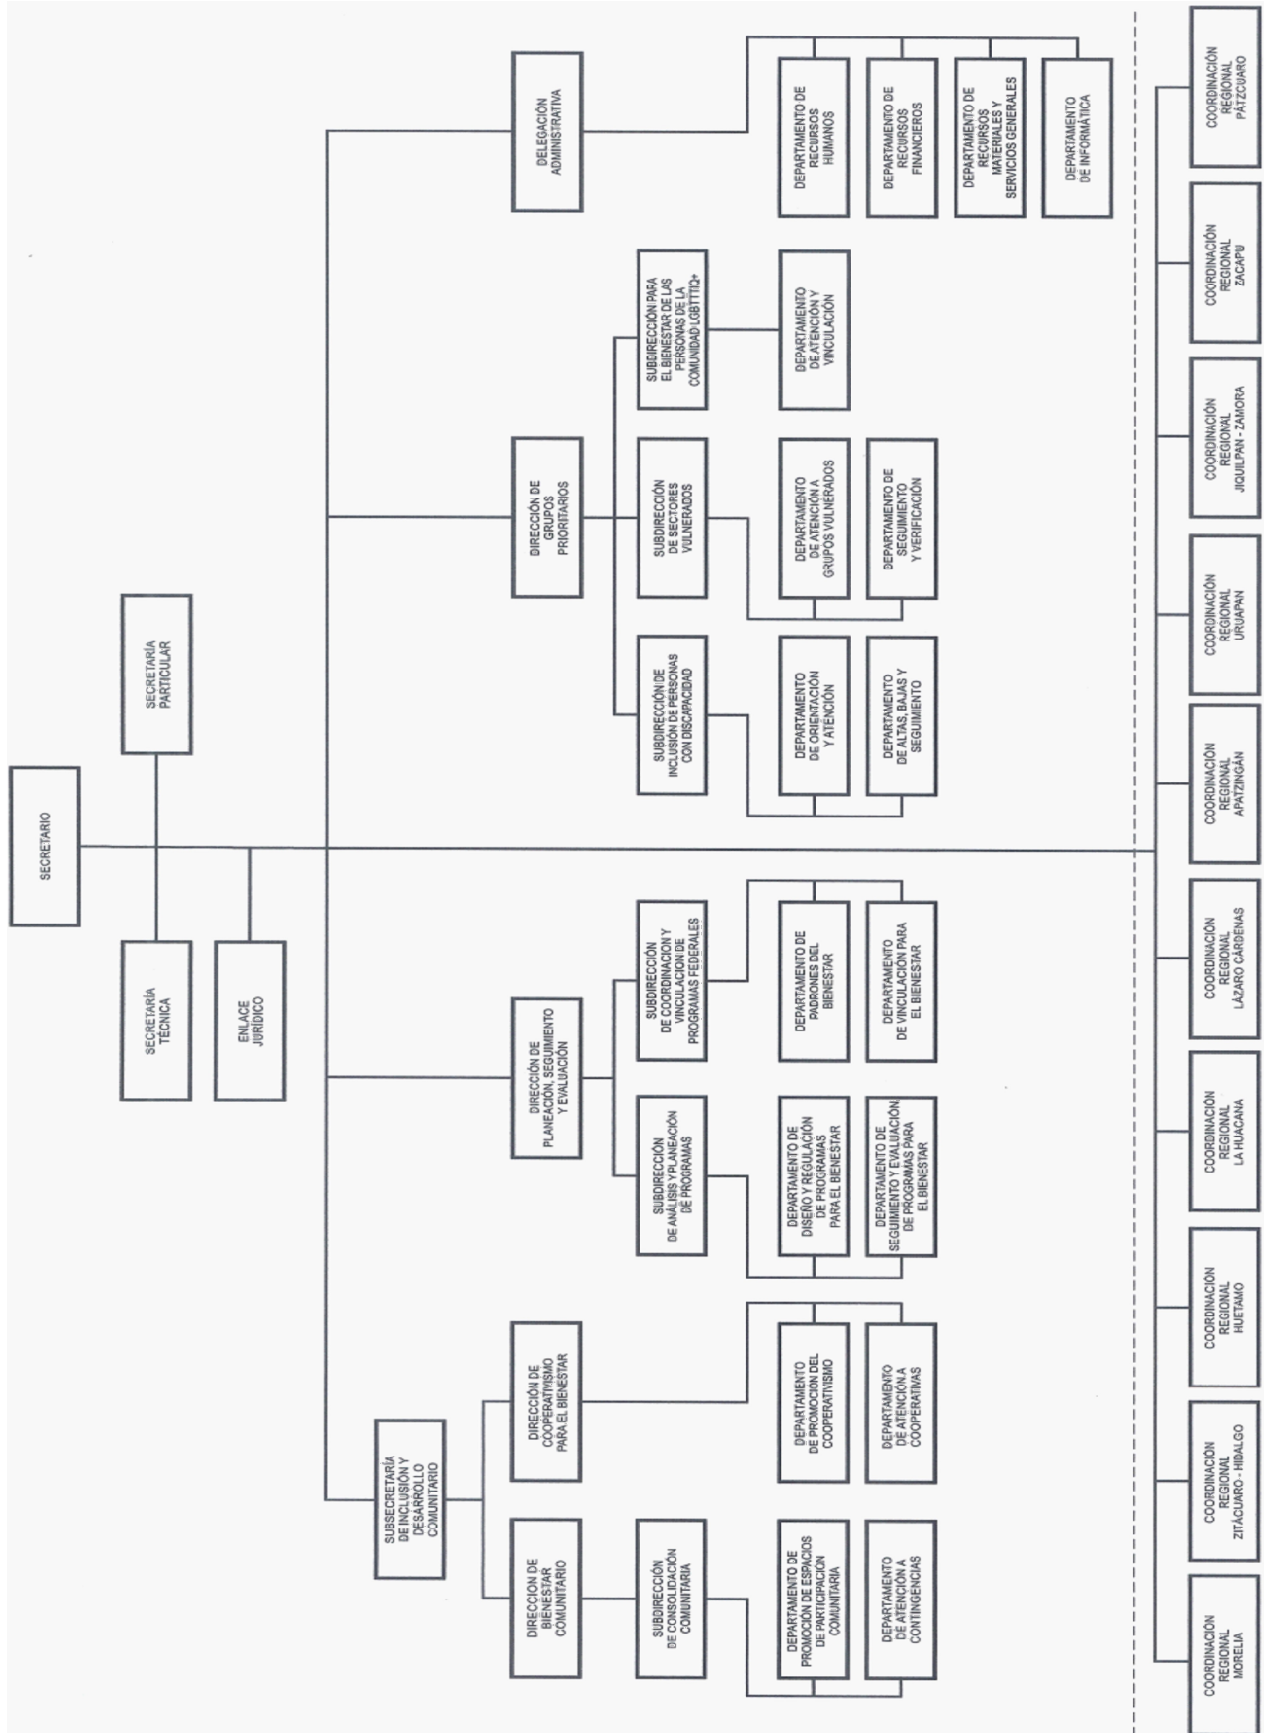 SECRETARIO
SECRETARÍA
TÉCNICA
SECRETARÍA
PARTICULAR
ENLACE
JURÍDICO
SUBSECRETARÍA
DE INCLUSIÓN Y
DESARROLLO
COMUNITARIO
DIRECCION DE
BIENESTAR
COMUNITARIO
DIRECCIÓN DE
COOPERATIVISMO
PARA EL BIENESTAR
DIRECCIÓN DE
PLANEACIÓN, SEGUIMIENTO
Y EVALUACIÓN
DIRECCIÓN DE
GRUPOS
PRIORITARIOS
DELEGACIÓN
ADMINISTRATIVA
SUBDIRECCIÓN
DE CONSOLIDACIÓN
COMUNITARIA
SUBDIRECCIÓN
DE ANÁLISIS Y PLANEACIÓN
DE PROGRAMAS
SUBDIRECCIÓN
DE COORDINACION Y
VINCULACION DE
PROGRAMAS FEDERALES
SUBDIRECCIÓN DE
INCLUSIÓN DE PERSONAS
CON DISCAPACIDAD
SUBDIRECCIÓN
DE SECTORES
VULNERADOS
SUBDIRECCIÓN PARA
EL BIENESTAR DE LAS
PERSONAS DE LA
COMUNIDAD LGBTTTIQ+
DEPARTAMENTO DE
PROMOCIÓN DE ESPACIOS
DE PARTICIPACIÓN
COMUNITARIA
DEPARTAMENTO
DE ATENCIÓN A
CONTINGENCIAS
DEPARTAMENTO
DE PROMOCIÓN DEL
COOPERATIVISMO
DEPARTAMENTO
DE ATENCIÓN A
COOPERATIVAS
DEPARTAMENTO DE
DISEÑO Y REGULACIÓN
DE PROGRAMAS
PARA EL BIENESTAR
DEPARTAMENTO DE
SEGUIMIENTO Y EVALUACIÓN
DE PROGRAMAS PARA
EL BIENESTAR
DEPARTAMENTO DE
PADRONES DEL
BIENESTAR
DEPARTAMENTO
DE VINCULACIÓN PARA
EL BIENESTAR
DEPARTAMENTO
DE ORIENTACIÓN
Y ATENCIÓN
DEPARTAMENTO
DE ALTAS, BAJAS Y
SEGUIMIENTO
DEPARTAMENTO
DE ATENCIÓN A
GRUPOS VULNERADOS
DEPARTAMENTO DE
SEGUIMIENTO
Y VERIFICACIÓN
DEPARTAMENTO
DE ATENCIÓN Y
VINCULACIÓN
DEPARTAMENTO DE
RECURSOS
HUMANOS
DEPARTAMENTO DE
RECURSOS
FINANCIEROS
DEPARTAMENTO DE
RECURSOS
MATERIALES Y
SERVICIOS GENERALES
DEPARTAMENTO
DE INFORMÁTICA
COORDINACIÓN
REGIONAL
MORELIA
COORDINACIÓN
REGIONAL
ZITÁCUARO - HIDALGO
COORDINACIÓN
REGIONAL
HUETAMO
COORDINACIÓN
REGIONAL
LA HUACANA
COORDINACIÓN
REGIONAL
LÁZARO CÁRDENAS
COORDINACIÓN
REGIONAL
APATZINGÁN
COORDINACIÓN
REGIONAL
URUAPAN
COORDINACIÓN
REGIONAL
JIQUILPAN - ZAMORA
COORDINACIÓN
REGIONAL
ZACAPU
COORDINACIÓN
REGIONAL
PÁTZCUARO